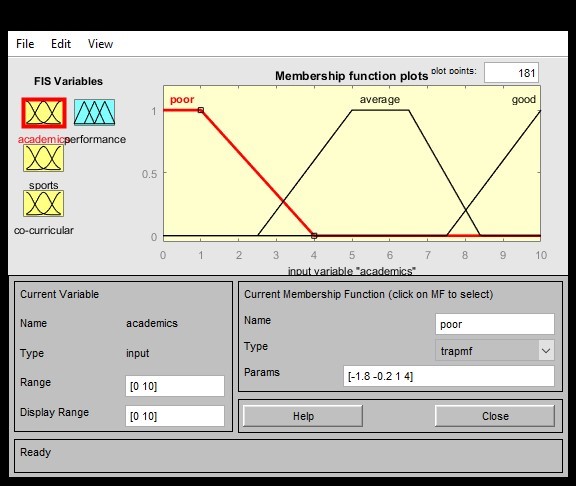 File Edit View
FIS Variables
Membership function plots plot points: 181
academics performance
sports
co-curricular
poor average good
1
0.5
0
0 1 2 3 4 5 6 7 8 9 10
input variable "academics"
Current Variable
Name academics
Type input
Range [0 10]
Display Range [0 10]
Current Membership Function (click on MF to select)
Name poor
Type trapmf
Params [-1.8 -0.2 1 4]
Help Close
Ready